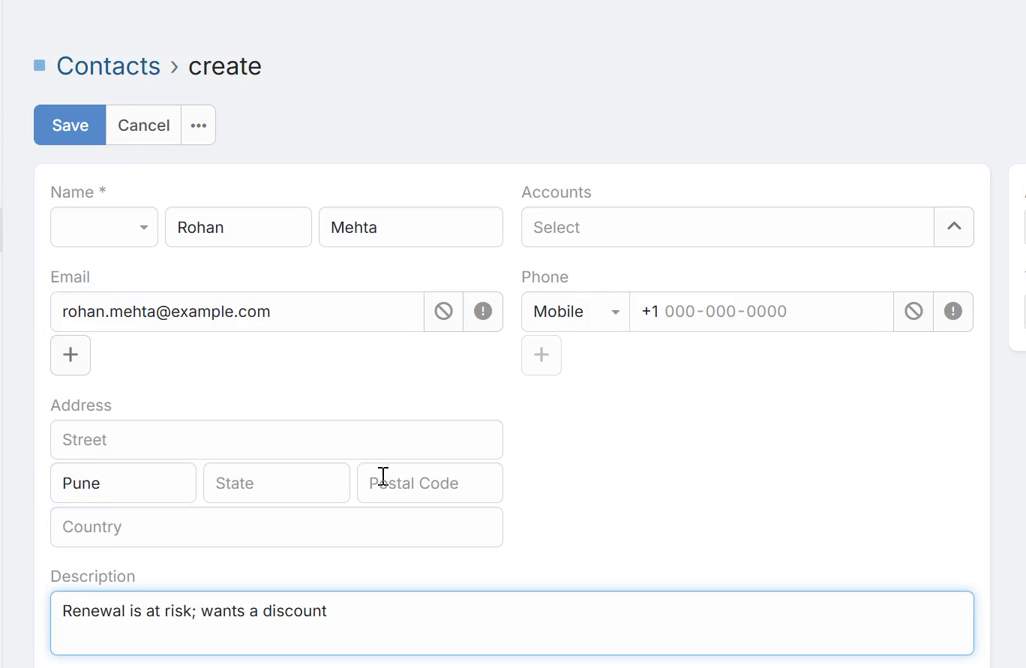 Contacts › create
Save Cancel •••
Name * Accounts
Rohan Mehta Select
Email Phone
rohan.mehta@example.com Mobile +1 000-000-0000
Address
Street
Pune State Postal Code
Country
Description
Renewal is at risk; wants a discount